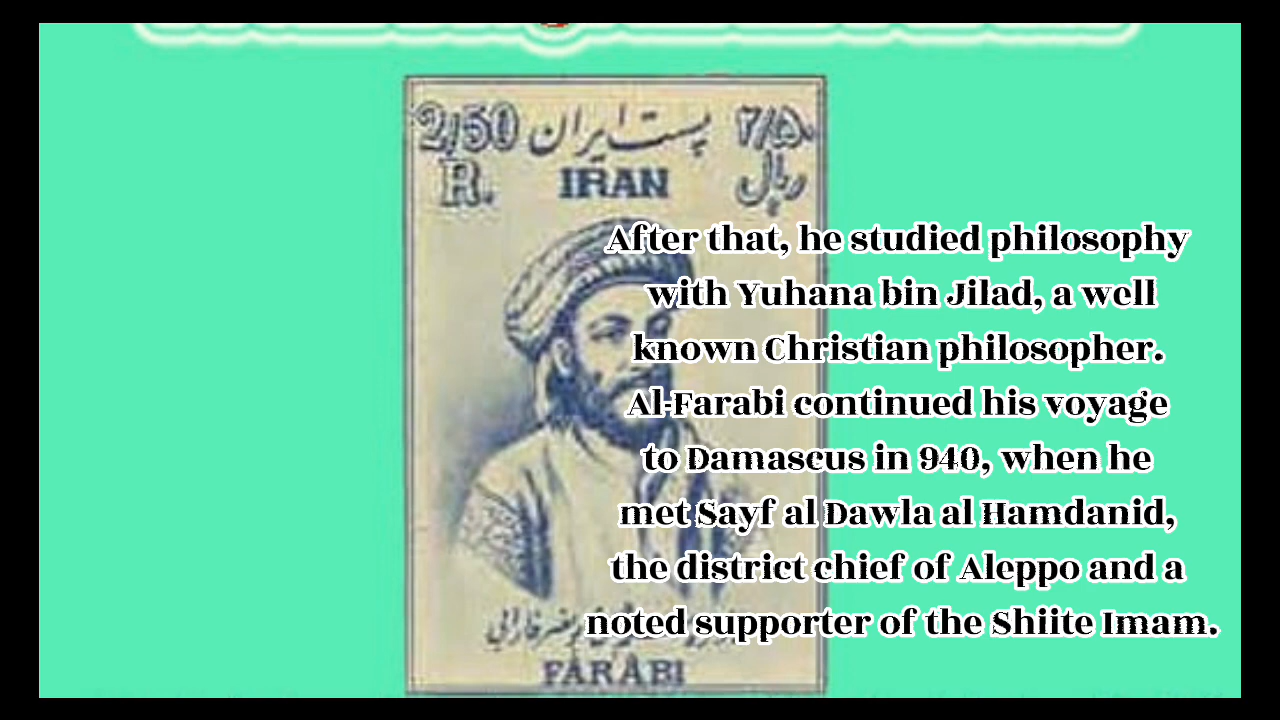 2/50 پست ایران ۲/۵۰
R. IRAN ریال
After that, he studied philosophy
with Yuhana bin Jilad, a well
known Christian philosopher.
Al-Farabi continued his voyage
to Damascus in 940, when he
met Sayf al Dawla al Hamdanid,
the district chief of Aleppo and a
noted supporter of the Shiite Imam.
FARABI